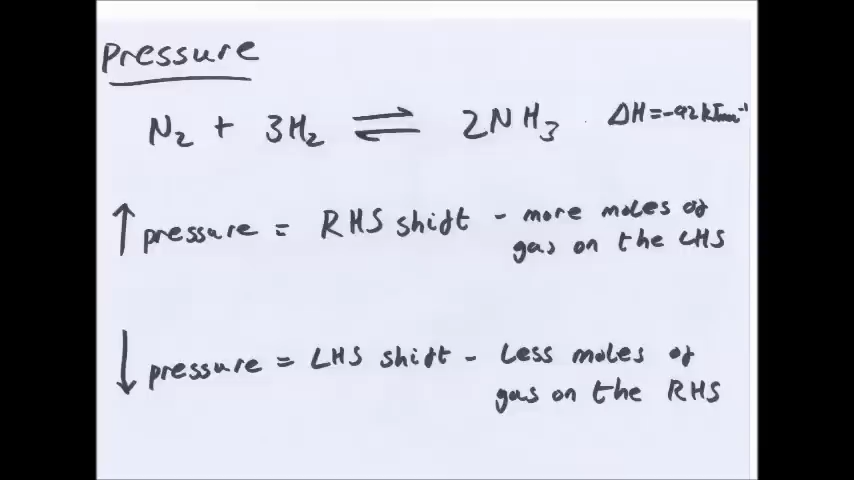 Pressure
N₂ + 3H₂ ⇌ 2NH₃ ΔH=-92kJmol⁻¹
↑ pressure = RHS shift - more moles of
gas on the LHS
↓ pressure = LHS shift - Less moles of
gas on the RHS